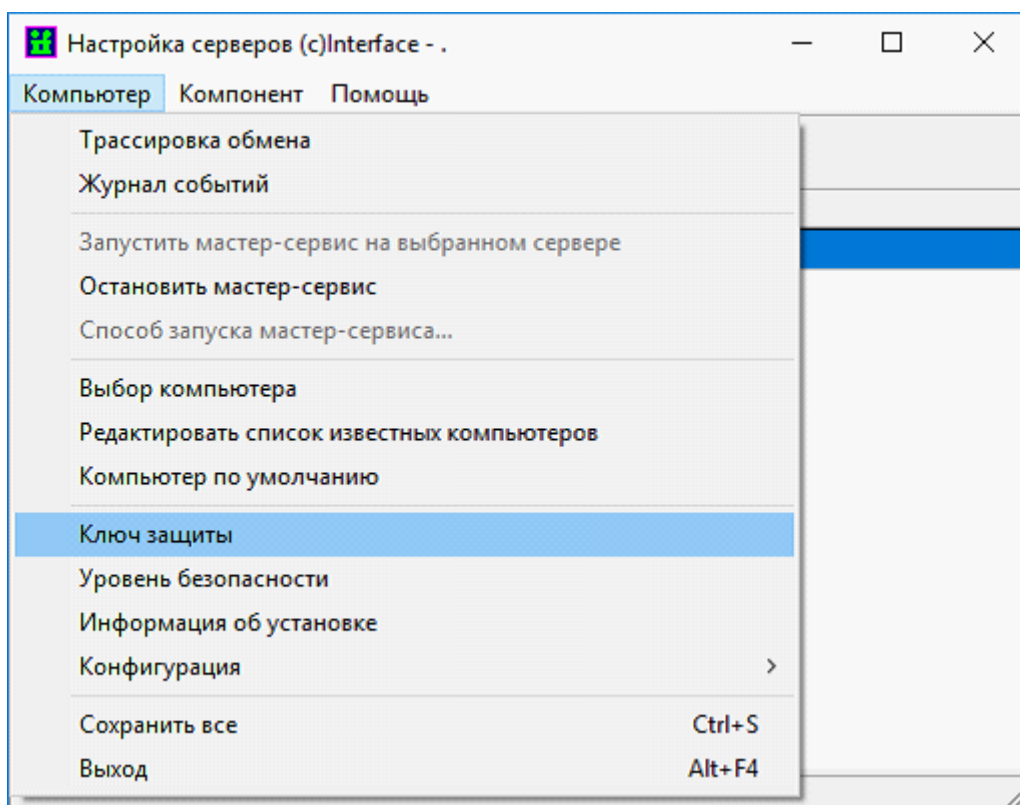 Настройка серверов (c)Interface - .
Компьютер Компонент Помощь
Трассировка обмена
Журнал событий
Запустить мастер-сервис на выбранном сервере
Остановить мастер-сервис
Способ запуска мастер-сервиса...
Выбор компьютера
Редактировать список известных компьютеров
Компьютер по умолчанию
Ключ защиты
Уровень безопасности
Информация об установке
Конфигурация
Сохранить все Ctrl+S
Выход Alt+F4